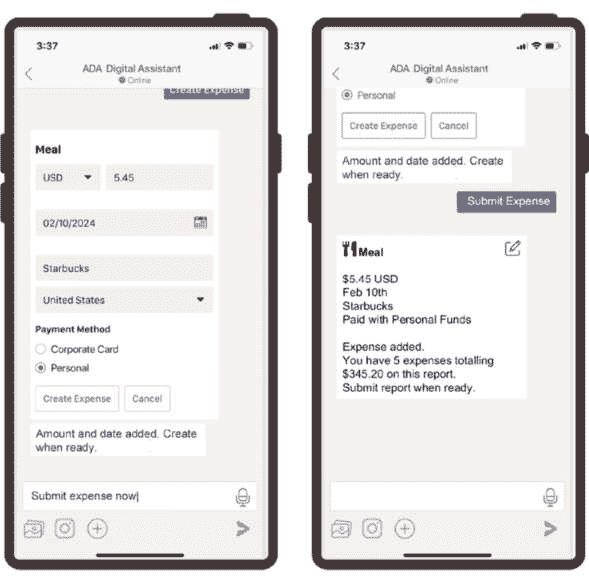 3:37
ADA Digital Assistant
Online
Create Expense
Meal
USD
5.45
02/10/2024
Starbucks
United States
Payment Method
Corporate Card
Personal
Create Expense
Cancel
Amount and date added. Create
when ready.
Submit expense now
3:37
ADA Digital Assistant
Online
Personal
Create Expense
Cancel
Amount and date added. Create
when ready.
Submit Expense
Meal
$5.45 USD
Feb 10th
Starbucks
Paid with Personal Funds
Expense added.
You have 5 expenses totalling
$345.20 on this report.
Submit report when ready.